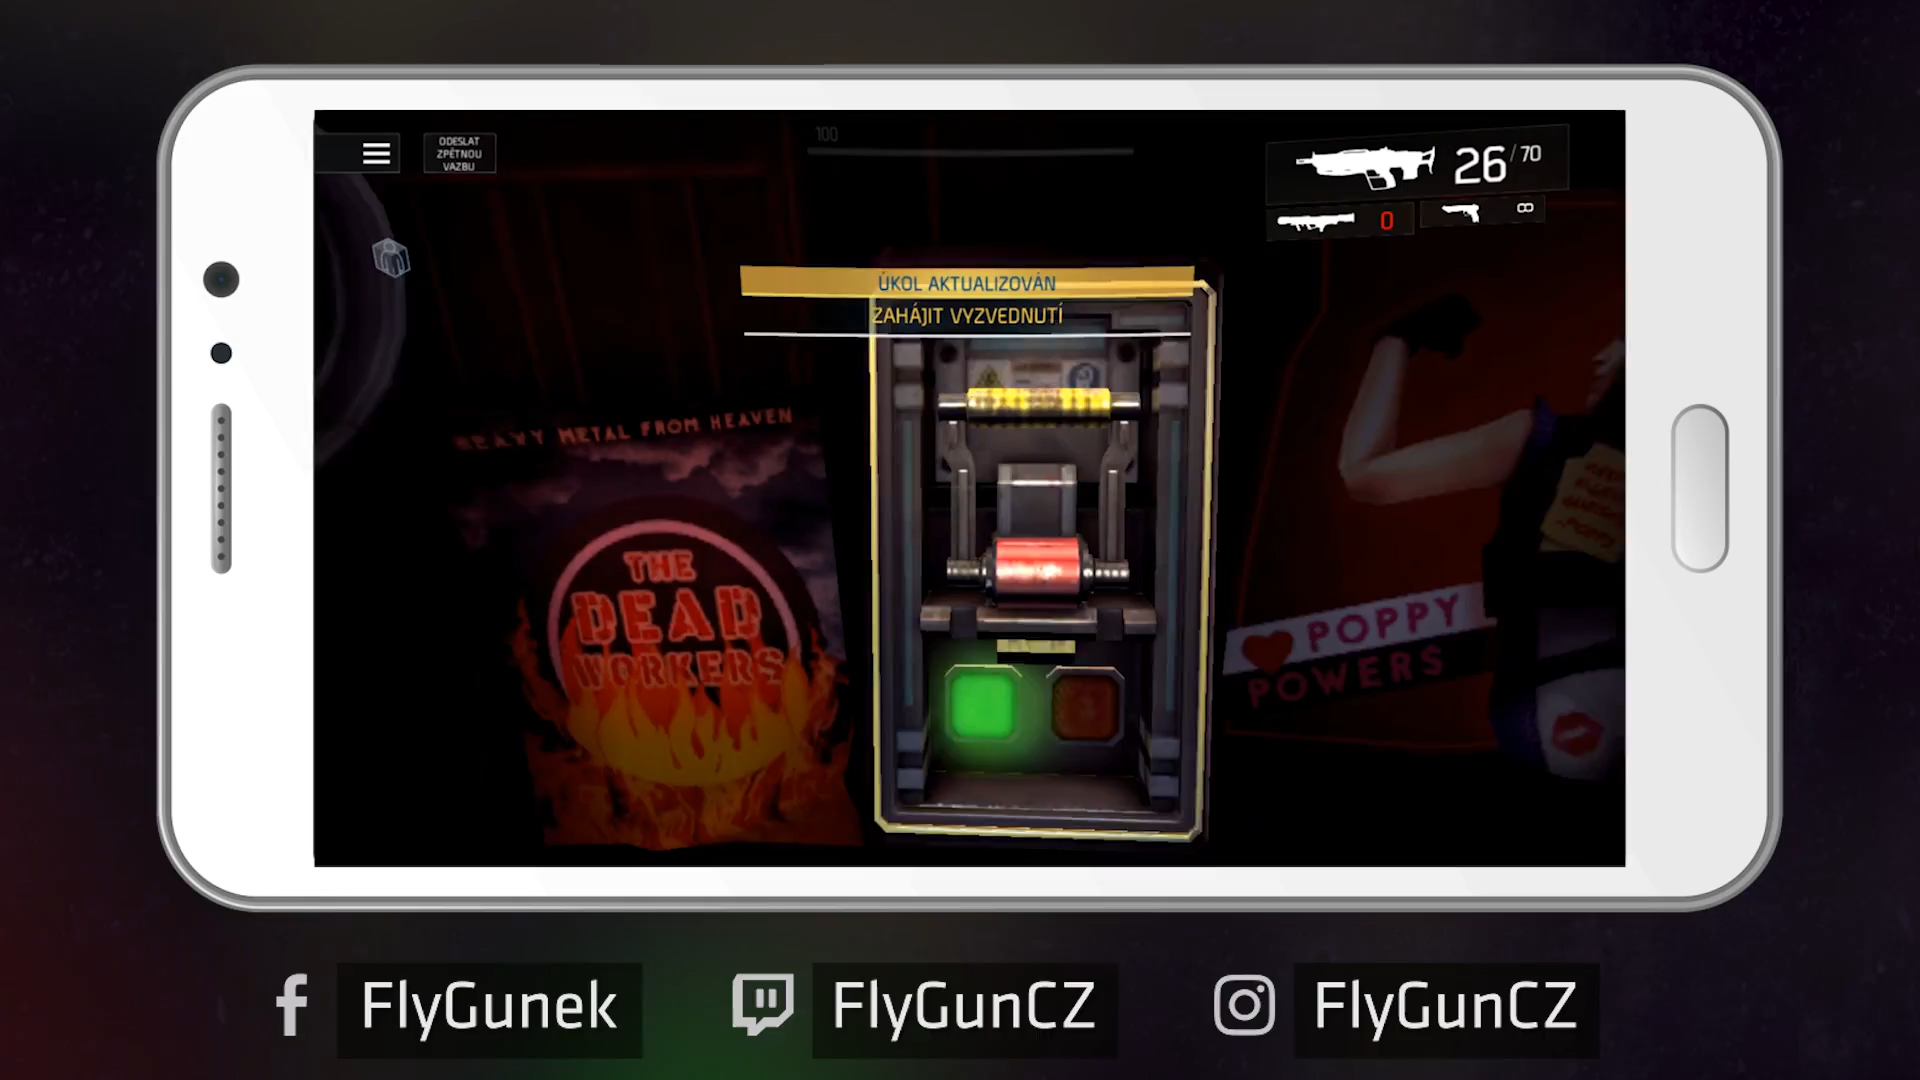 ODESLAT
ZPĚTNOU
VAZBU
100
26/70
0
∞
ÚKOL AKTUALIZOVÁN
ZAHÁJIT VYZVEDNUTÍ
HEAVY METAL FROM HEAVEN
THE
DEAD
WORKERS
POPPY
POWERS
FlyGunek
FlyGunCZ
FlyGunCZ